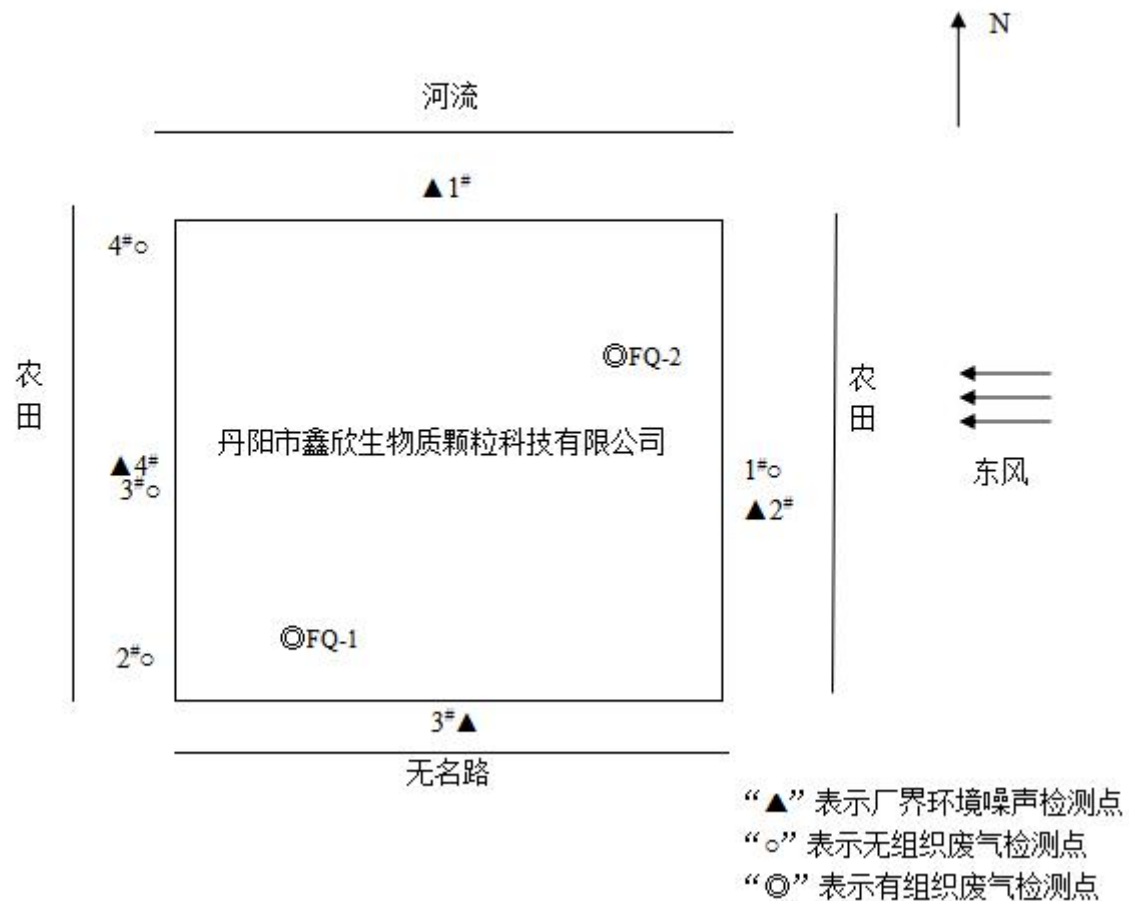 N
河流
▲1#
4#○
◎FQ-2
农田
农田
丹阳市鑫欣生物质颗粒科技有限公司
▲4#
3#○
1#○
▲2#
东风
◎FQ-1
2#○
3#▲
无名路
“▲”表示厂界环境噪声检测点
“○”表示无组织废气检测点
“◎”表示有组织废气检测点